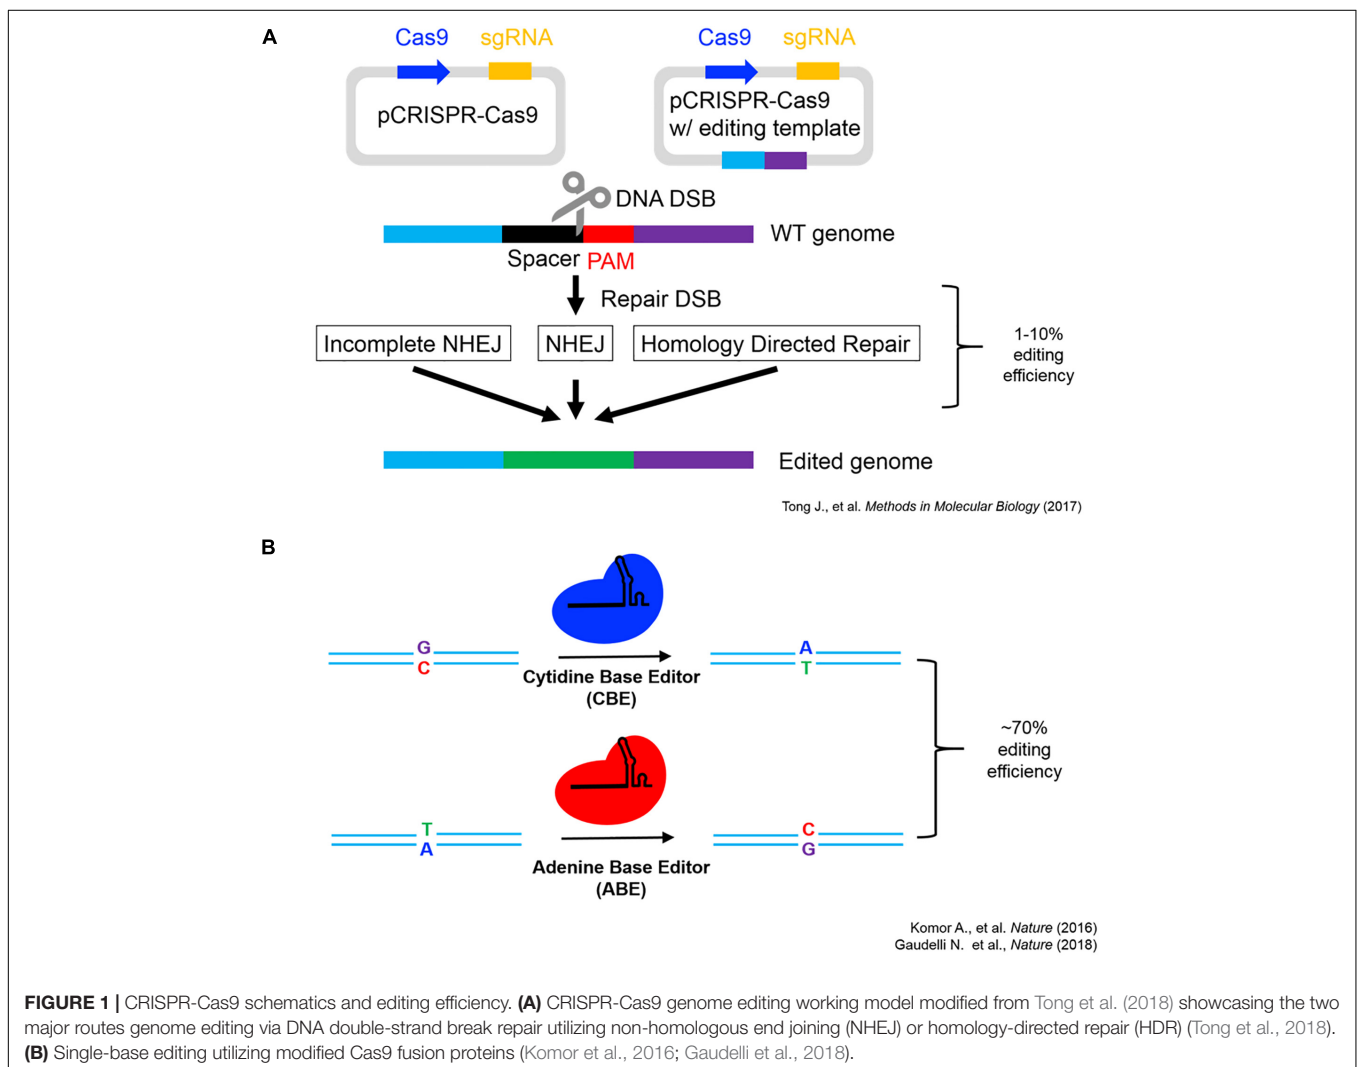 A
Cas9 sgRNA
pCRISPR-Cas9
Cas9 sgRNA
pCRISPR-Cas9
w/ editing template
DNA DSB
WT genome
Spacer PAM
Repair DSB
Incomplete NHEJ
NHEJ
Homology Directed Repair
1-10%
editing
efficiency
Edited genome
Tong J., et al. Methods in Molecular Biology (2017)
B
G
C
Cytidine Base Editor
(CBE)
A
T
T
A
Adenine Base Editor
(ABE)
C
G
~70%
editing
efficiency
Komor A., et al. Nature (2016)
Gaudelli N. et al., Nature (2018)
FIGURE 1 | CRISPR-Cas9 schematics and editing efficiency. (A) CRISPR-Cas9 genome editing working model modified from Tong et al. (2018) showcasing the two
major routes genome editing via DNA double-strand break repair utilizing non-homologous end joining (NHEJ) or homology-directed repair (HDR) (Tong et al., 2018).
(B) Single-base editing utilizing modified Cas9 fusion proteins (Komor et al., 2016; Gaudelli et al., 2018).